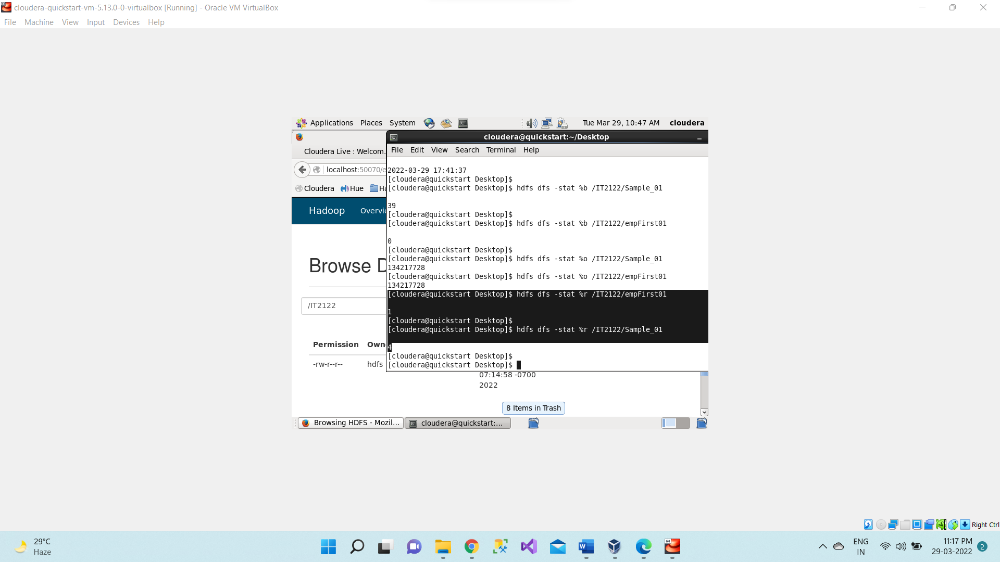 cloudera-quickstart-vm-5.13.0-0-virtualbox [Running] - Oracle VM VirtualBox
File Machine View Input Devices Help
Applications Places System Tue Mar 29, 10:47 AM cloudera
cloudera@quickstart:~/Desktop
Cloudera Live : Welcom.
File Edit View Search Terminal Help
localhost:50070/e
Cloudera Hue Ha
Hadoop Overvie
Browse D
/IT2122
Permission Own
-rw-r--r-- hdfs
2022-03-29 17:41:37
[cloudera@quickstart Desktop]$
[cloudera@quickstart Desktop]$ hdfs dfs -stat %b /IT2122/Sample_01
39
[cloudera@quickstart Desktop]$
[cloudera@quickstart Desktop]$ hdfs dfs -stat %b /IT2122/empFirst01
0
[cloudera@quickstart Desktop]$
[cloudera@quickstart Desktop]$ hdfs dfs -stat %o /IT2122/Sample_01
134217728
[cloudera@quickstart Desktop]$ hdfs dfs -stat %o /IT2122/empFirst01
134217728
[cloudera@quickstart Desktop]$ hdfs dfs -stat %r /IT2122/empFirst01
1
[cloudera@quickstart Desktop]$
[cloudera@quickstart Desktop]$ hdfs dfs -stat %r /IT2122/Sample_01
4
[cloudera@quickstart Desktop]$
[cloudera@quickstart Desktop]$
07:14:58 -0700
2022
8 Items in Trash
Browsing HDFS - Mozil... cloudera@quickstart:...
Right Ctrl
29°C
Haze
ENG
IN
11:17 PM
29-03-2022
2